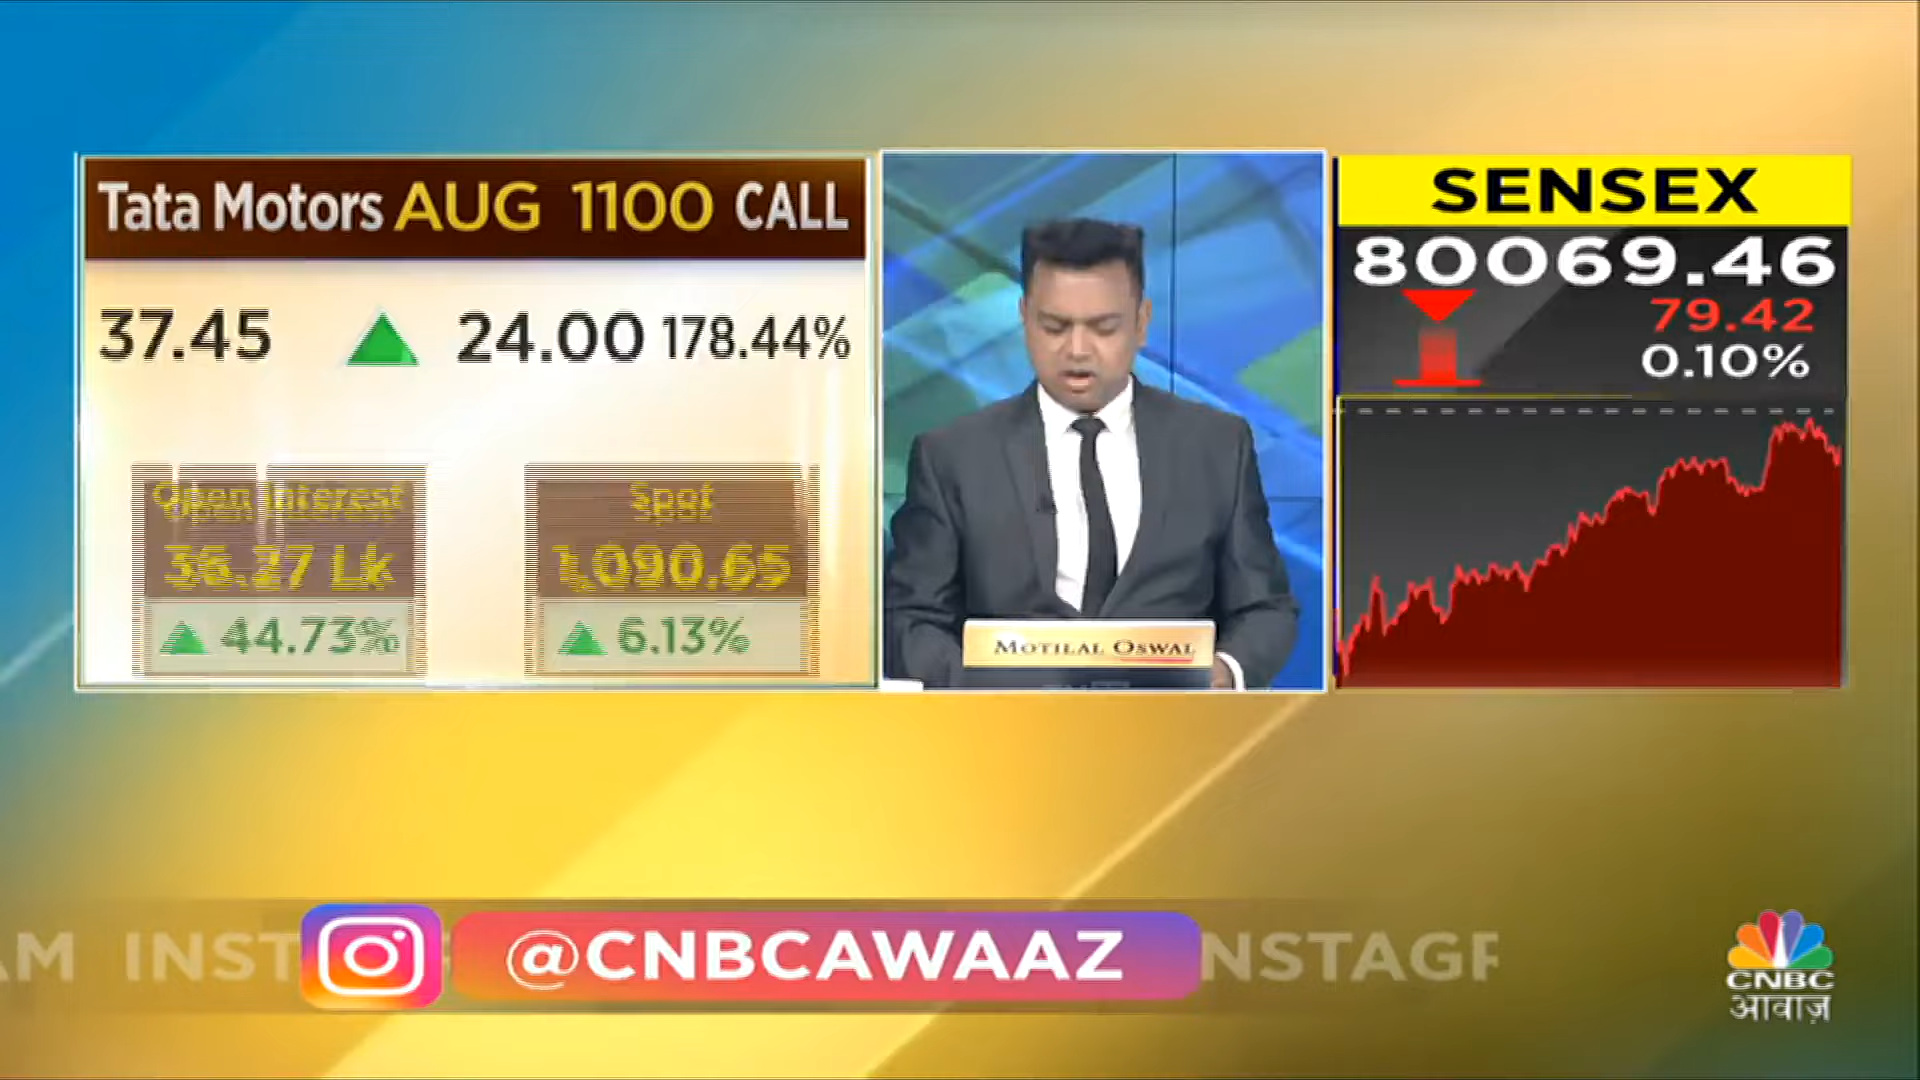 Tata Motors AUG 1100 CALL
37.45 ▲ 24.00 178.44%
Open Interest
36.27 Lk
▲ 44.73%
Spot
1,090.65
▲ 6.13%
MOTILAL OSWAL
SENSEX
80069.46
79.42
0.10%
AM INST
@CNBCAWAAZ
NSTAGR
CNBC
आवाज़